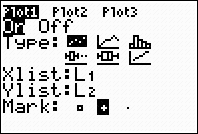 Plot1 Plot2 Plot3
On Off
Type:
Xlist:L₁
Ylist:L₂
Mark: ▫ + ·